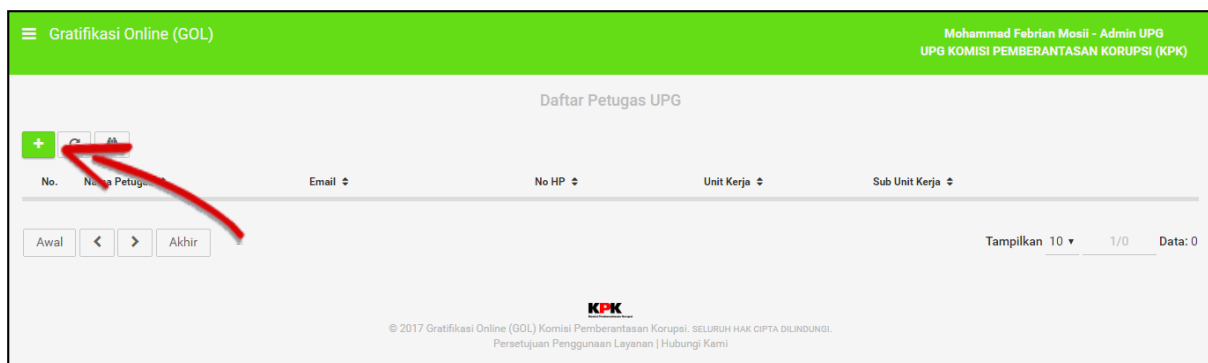 Gratifikasi Online (GOL)
Mohammad Febrian Mosii - Admin UPG
UPG KOMISI PEMBERANTASAN KORUPSI (KPK)
Daftar Petugas UPG
No. Nama Petugas Email No HP Unit Kerja Sub Unit Kerja
Awal Akhir Tampilkan 10 1/0 Data: 0
KPK
© 2017 Gratifikasi Online (GOL) Komisi Pemberantasan Korupsi. SELURUH HAK CIPTA DILINDUNGI.
Persetujuan Penggunaan Layanan | Hubungi Kami